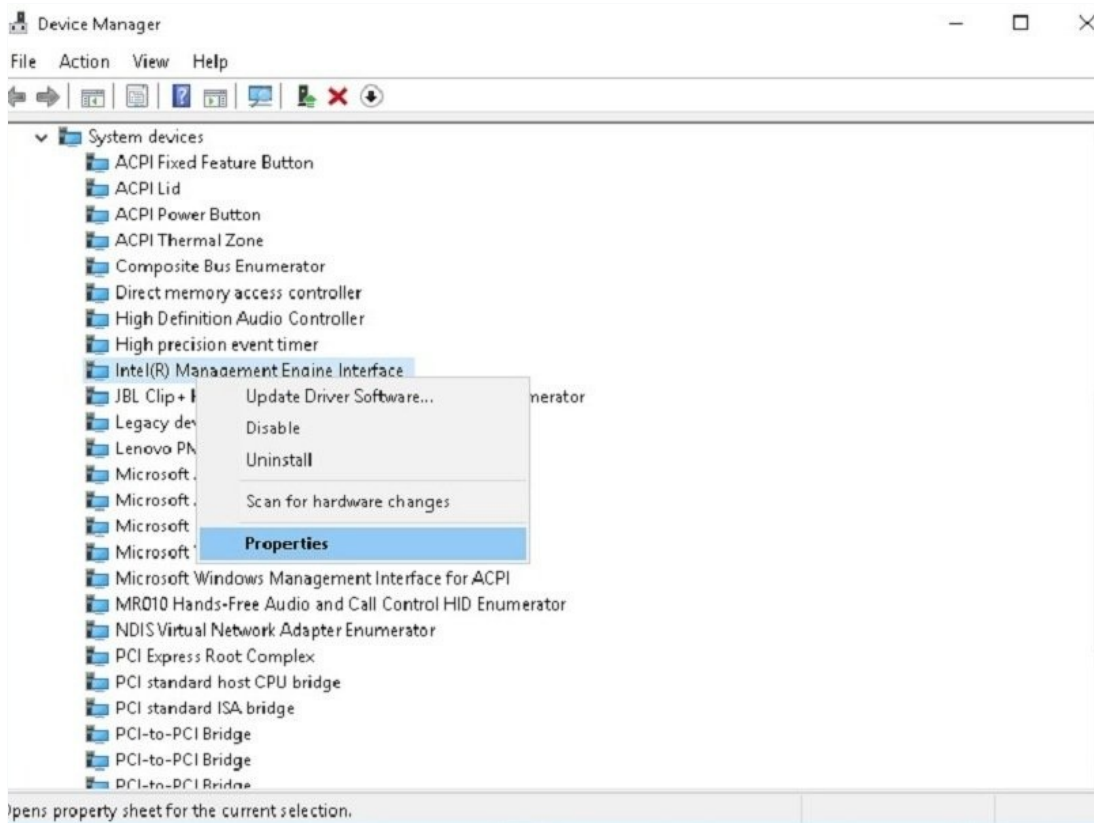 Device Manager
File Action View Help
System devices
ACPI Fixed Feature Button
ACPI Lid
ACPI Power Button
ACPI Thermal Zone
Composite Bus Enumerator
Direct memory access controller
High Definition Audio Controller
High precision event timer
Intel(R) Management Engine Interface
JBL Clip+
Update Driver Software...
Legacy
Disable
Lenovo
Uninstall
Microsoft
Microsoft
Scan for hardware changes
Microsoft
Properties
Microsoft
Microsoft Windows Management Interface for ACPI
MR010 Hands-Free Audio and Call Control HID Enumerator
NDIS Virtual Network Adapter Enumerator
PCI Express Root Complex
PCI standard host CPU bridge
PCI standard ISA bridge
PCI-to-PCI Bridge
PCI-to-PCI Bridge
PCI-to-PCI Bridge
Opens property sheet for the current selection.